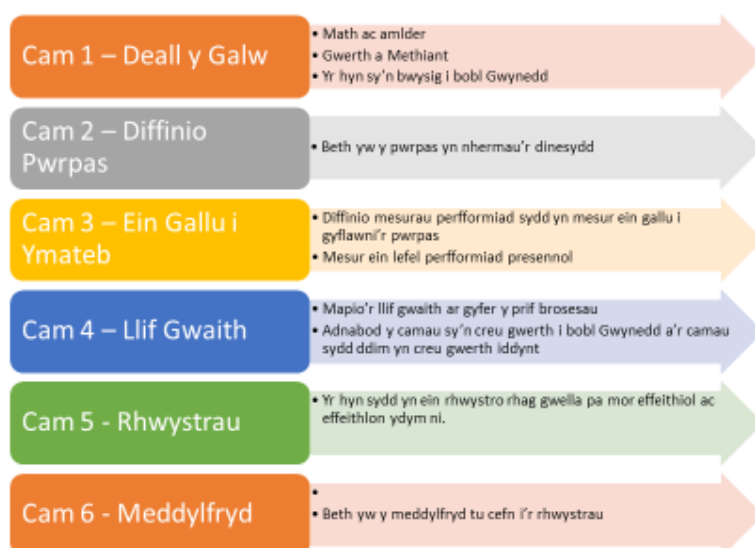 Cam 1 – Deall y Galw
• Math ac amlder
• Gwerth a Methiant
• Yr hyn sy'n bwysig i bobl Gwynedd
Cam 2 – Diffinio
Pwrpas
• Beth yw y pwrpas yn nhermau'r dinesydd
Cam 3 – Ein Gallu i
Ymateb
• Diffinio mesurau perfformiad sydd yn mesur ein gallu i
gyflawni'r pwrpas
• Mesur ein lefel perfformiad presennol
Cam 4 – Llif Gwaith
• Mapio'r llif gwaith ar gyfer y prif brosesau
• Adnabod y camau sy'n creu gwerth i bobl Gwynedd a'r camau
sydd ddim yn creu gwerth iddynt
Cam 5 - Rhwystrau
• Yr hyn sydd yn ein rhwystro rhag gwella pa mor effeithiol ac
effeithlon ydym ni.
Cam 6 - Meddylfryd
•
• Beth yw y meddylfryd tu cefn i'r rhwystrau